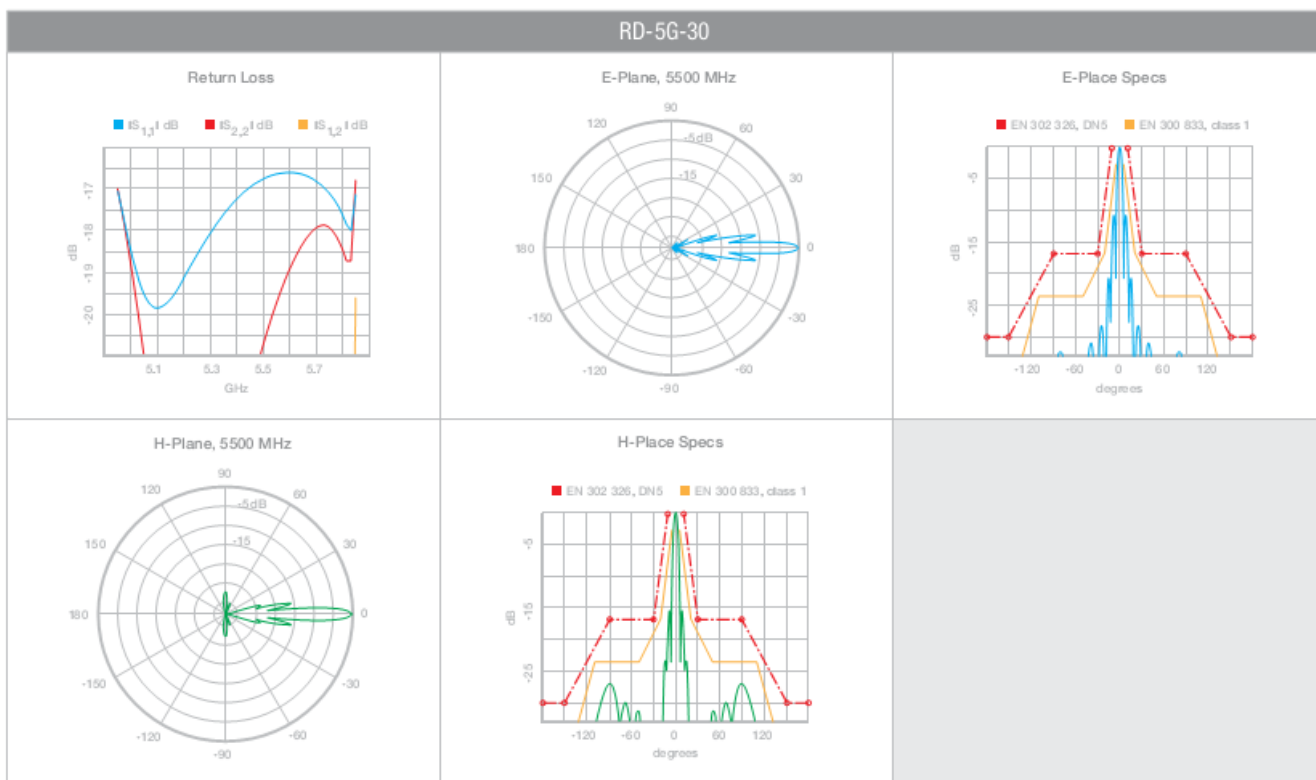 RD-5G-30
Return Loss
|S1,1| dB |S2,2| dB |S1,2| dB
-17
-18
-19
-20
dB
5.1 5.3 5.5 5.7
GHz
E-Plane, 5500 MHz
90
120 60
-5dB
150 -15 30
180 0
-150 -30
-120 -60
-90
E-Place Specs
EN 302 326, DN5 EN 300 833, class 1
-5
-15
-25
dB
-120 -60 0 60 120
degrees
H-Plane, 5500 MHz
90
120 60
-5dB
150 -15 30
180 0
-150 -30
-120 -60
-90
H-Place Specs
EN 302 326, DN5 EN 300 833, class 1
-5
-15
-25
dB
-120 -60 0 60 120
degrees